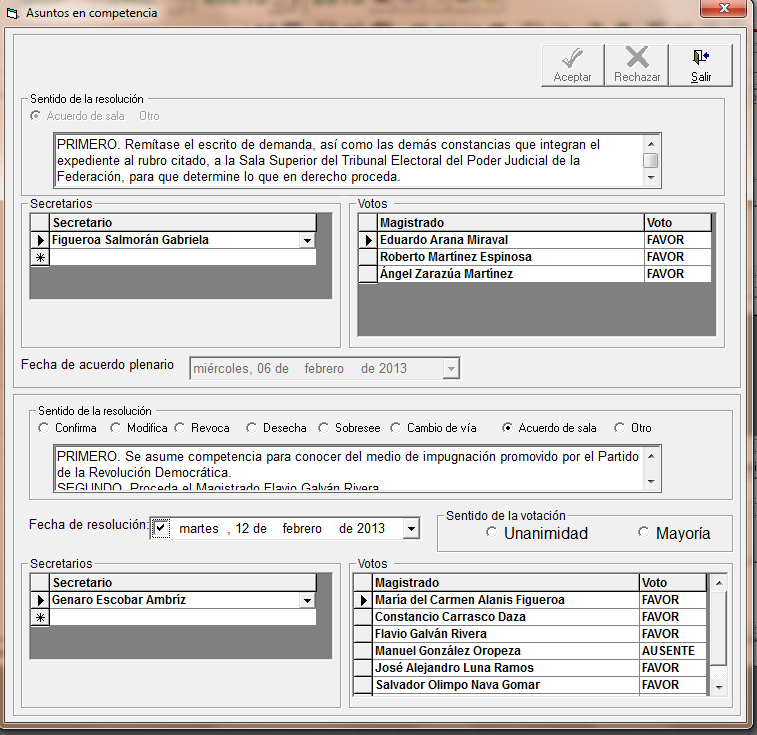 Asuntos en competencia
Aceptar Rechazar Salir
Sentido de la resolución
Acuerdo de sala Otro
PRIMERO. Remítase el escrito de demanda, así como las demás constancias que integran el
expediente al rubro citado, a la Sala Superior del Tribunal Electoral del Poder Judicial de la
Federación, para que determine lo que en derecho proceda.
Secretarios
Secretario
Figueroa Salmorán Gabriela
Votos
Magistrado Voto
Eduardo Arana Miraval FAVOR
Roberto Martínez Espinosa FAVOR
Ángel Zarazúa Martínez FAVOR
Fecha de acuerdo plenario miércoles, 06 de febrero de 2013
Sentido de la resolución
Confirma Modifica Revoca Desecha Sobresee Cambio de vía Acuerdo de sala Otro
PRIMERO. Se asume competencia para conocer del medio de impugnación promovido por el Partido
de la Revolución Democrática.
SEGUNDO. Proceda el Magistrado Flavio Galván Rivera
Fecha de resolución: martes , 12 de febrero de 2013
Sentido de la votación
Unanimidad Mayoría
Secretarios
Secretario
Genaro Escobar Ambriz
Votos
Magistrado Voto
María del Carmen Alanis Figueroa FAVOR
Constancio Carrasco Daza FAVOR
Flavio Galván Rivera FAVOR
Manuel González Oropeza AUSENTE
José Alejandro Luna Ramos FAVOR
Salvador Olimpo Nava Gomar FAVOR